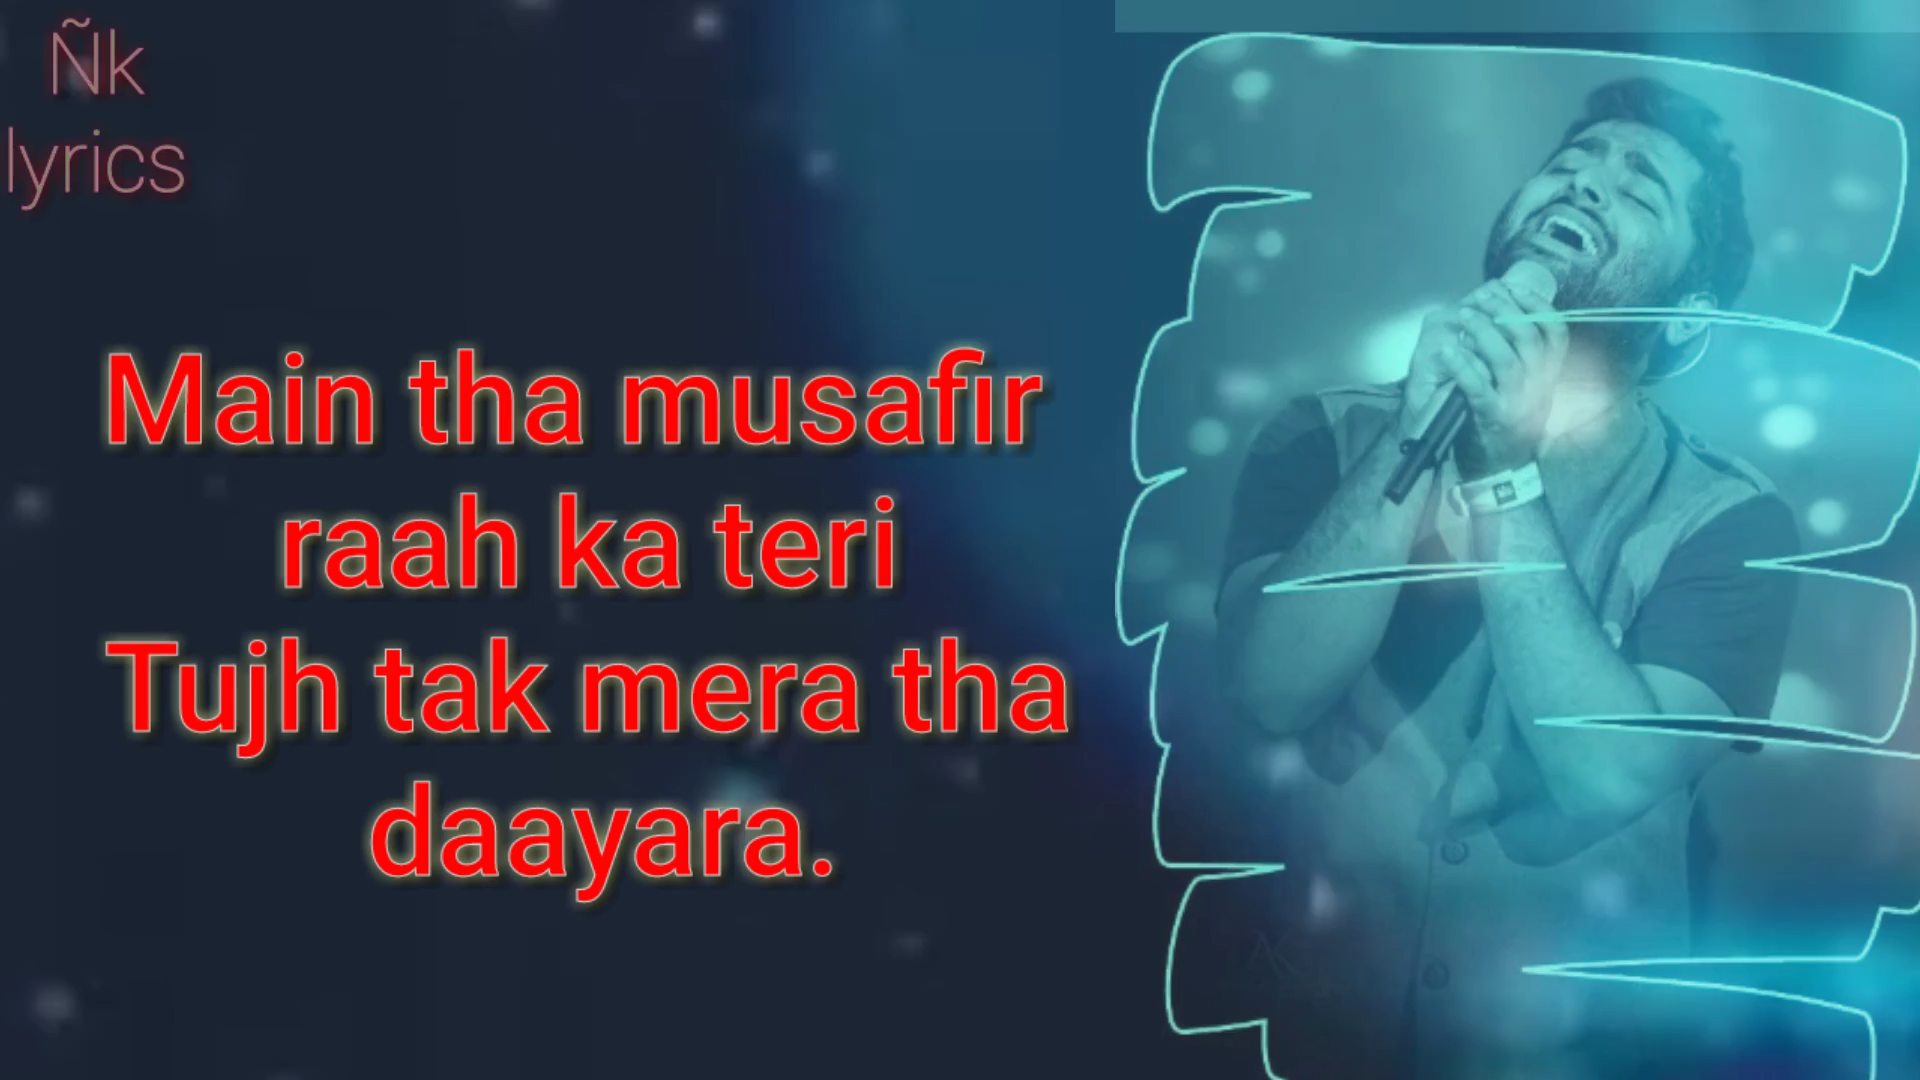 Ñk
lyrics
Main tha musafir
raah ka teri
Tujh tak mera tha
daayara.